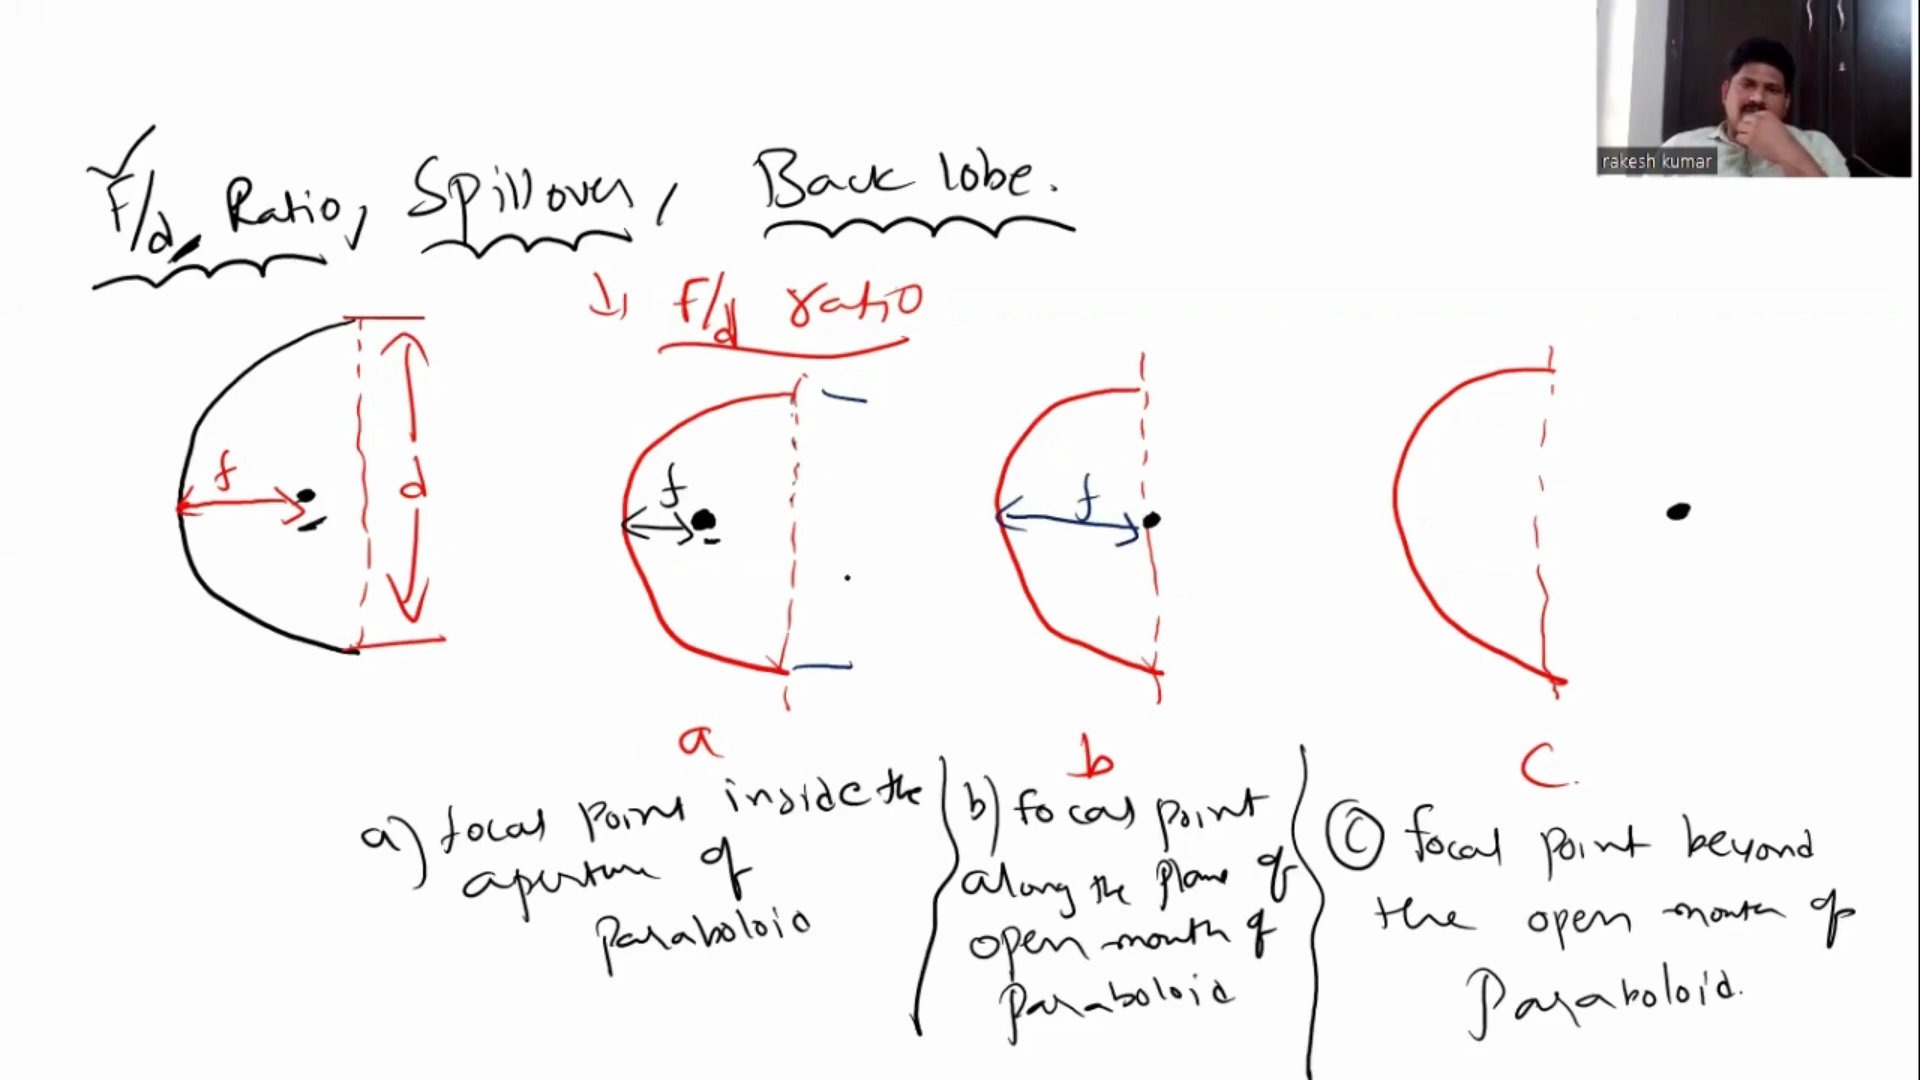 rakesh kumar
F/d Ratio, Spillover, Back lobe.
1) F/d ratio
f
d
f
f
a
b
c.
a) focal point inside the
aperture of
Paraboloid
b) focal point
along the plane of
open mouth of
Paraboloid
c) focal point beyond
the open mouth of
Paraboloid.